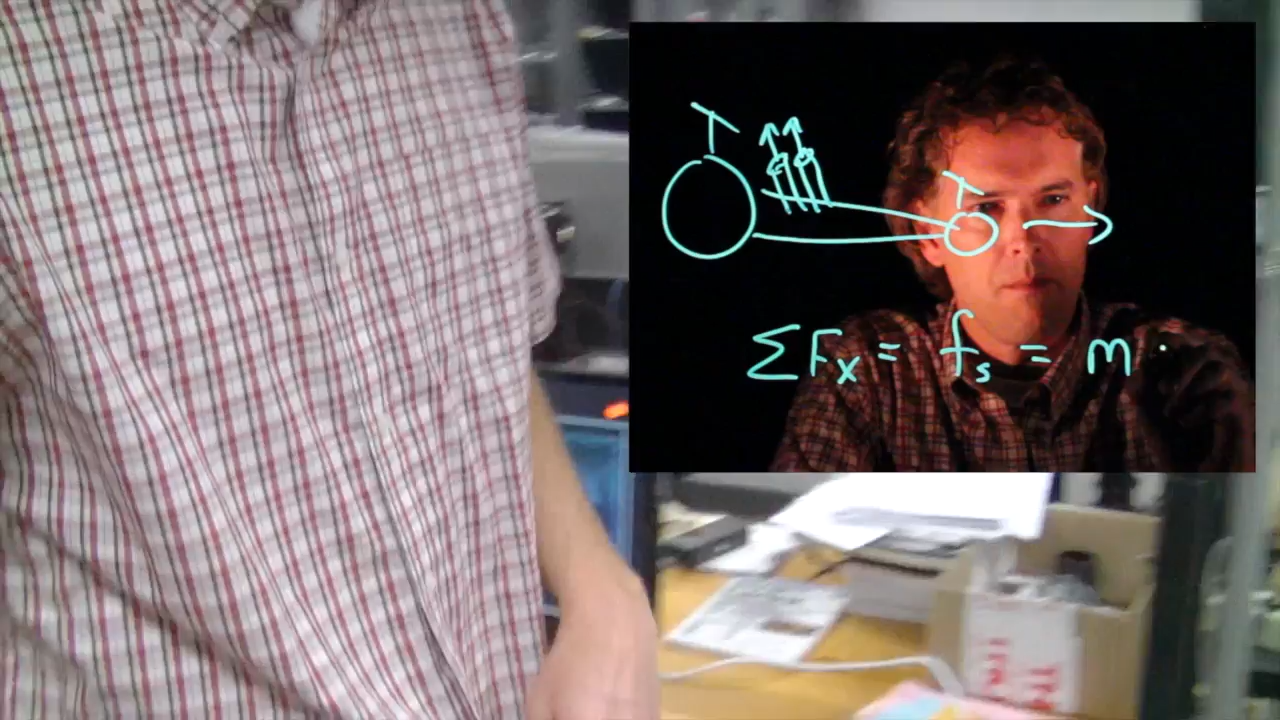 T
T
ΣFx = fs = m